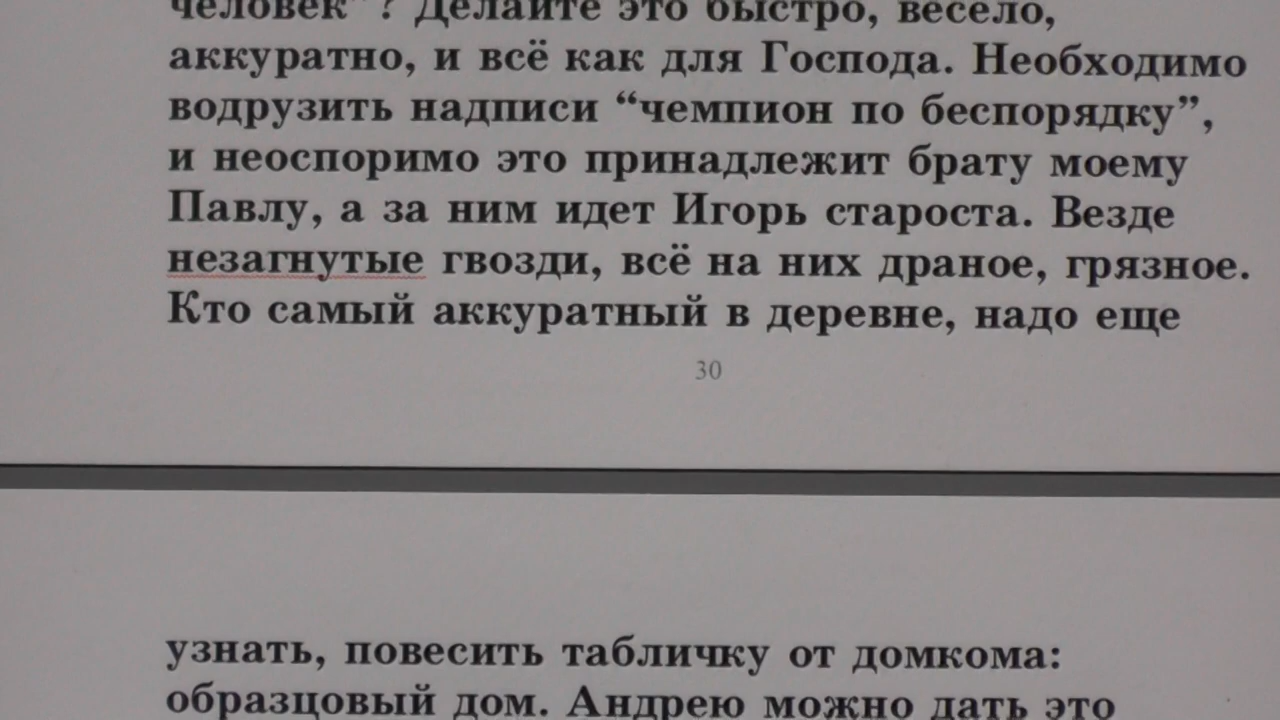 человек”? Делайте это быстро, весело,
аккуратно, и всё как для Господа. Необходимо
водрузить надписи “чемпион по беспорядку”,
и неоспоримо это принадлежит брату моему
Павлу, а за ним идет Игорь староста. Везде
незагнутые гвозди, всё на них драное, грязное.
Кто самый аккуратный в деревне, надо еще
30
узнать, повесить табличку от домкома:
образцовый дом. Андрею можно дать это